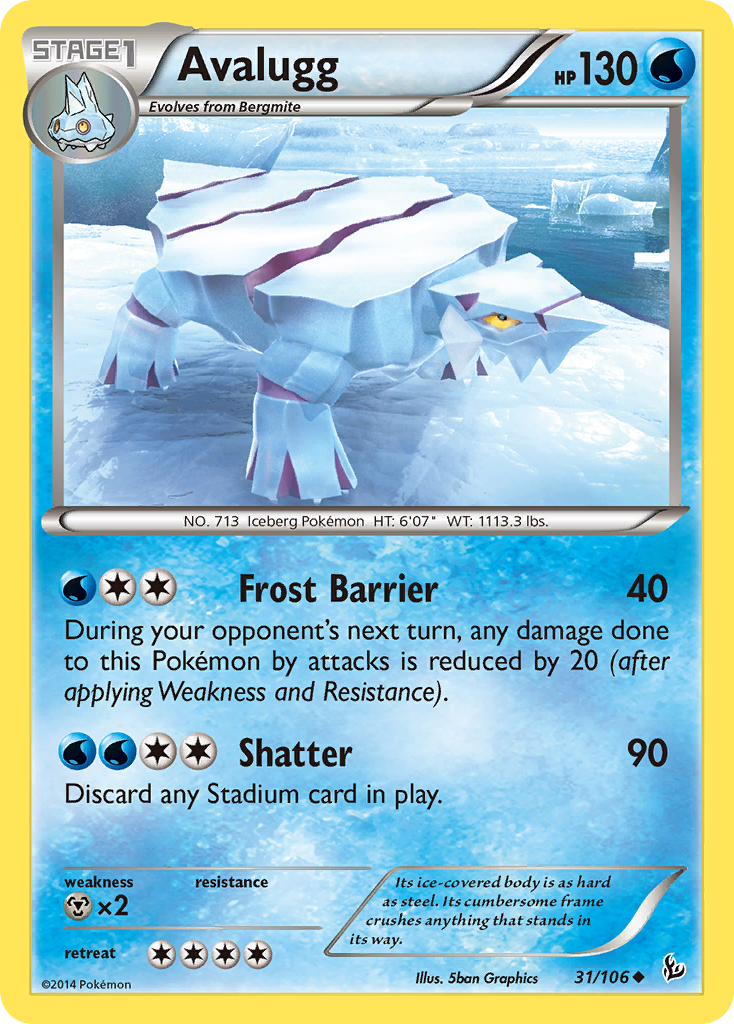 STAGE1
Avalugg
HP130
Evolves from Bergmite
NO. 713 Iceberg Pokémon HT: 6'07" WT: 1113.3 lbs.
Frost Barrier 40
During your opponent's next turn, any damage done
to this Pokémon by attacks is reduced by 20 (after
applying Weakness and Resistance).
Shatter 90
Discard any Stadium card in play.
weakness resistance
×2
retreat
Its ice-covered body is as hard
as steel. Its cumbersome frame
crushes anything that stands in
its way.
©2014 Pokémon
Illus. 5ban Graphics 31/106